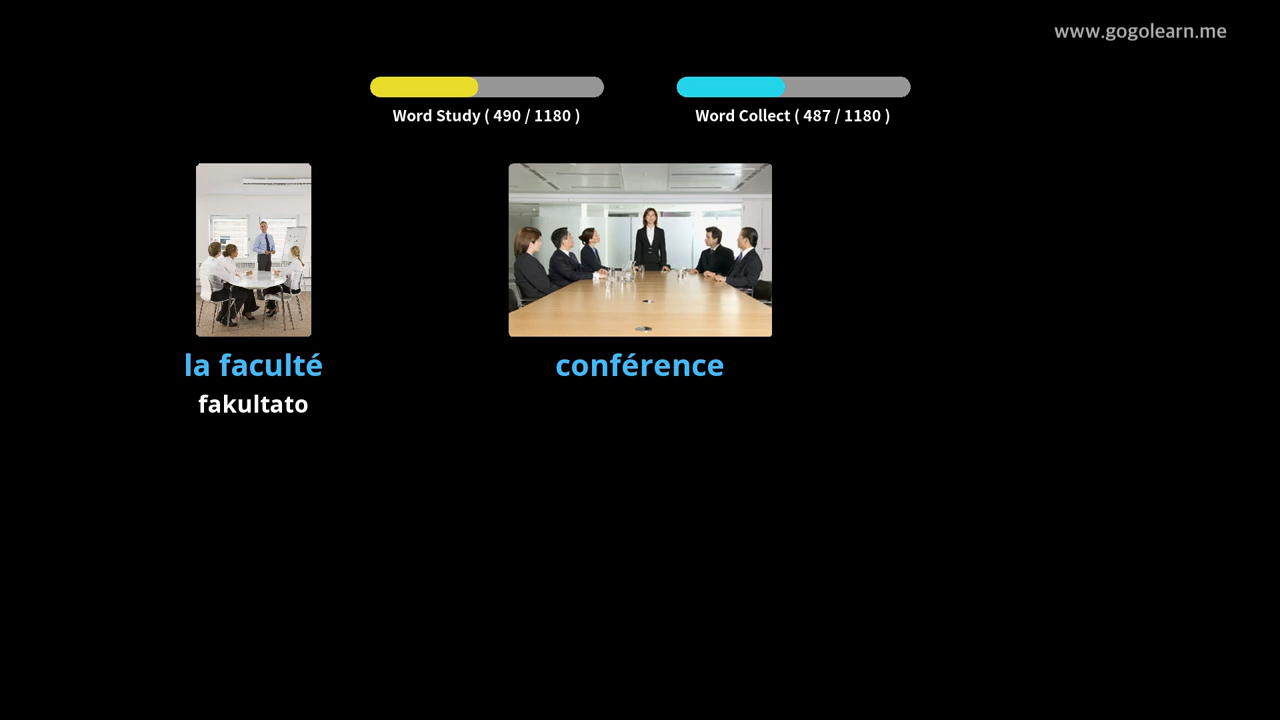 www.gogolearn.me
Word Study ( 490 / 1180 )
Word Collect ( 487 / 1180 )
la faculté
conférence
fakultato